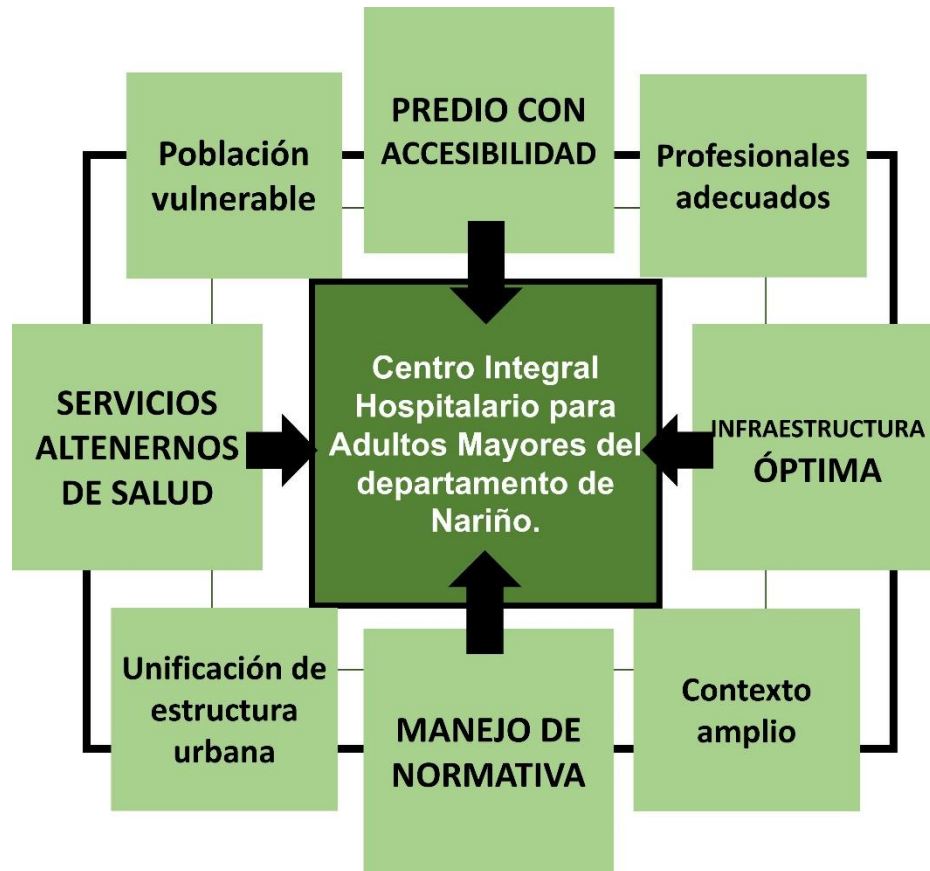 Población
vulnerable
PREDIO CON
ACCESIBILIDAD
Profesionales
adecuados
SERVICIOS
ALTENERNOS
DE SALUD
Centro Integral
Hospitalario para
Adultos Mayores del
departamento de
Nariño.
INFRAESTRUCTURA
ÓPTIMA
Unificación de
estructura
urbana
MANEJO DE
NORMATIVA
Contexto
amplio